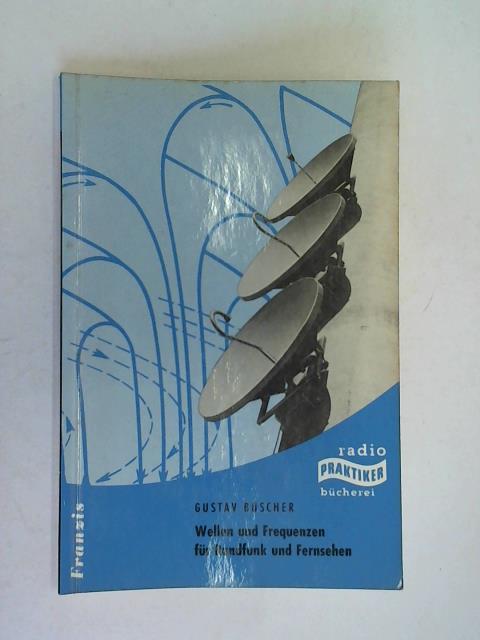 radio
PRAKTIKER
bücherei
GUSTAV BÜSCHER
Wellen und Frequenzen
für Rundfunk und Fernsehen
Franzis